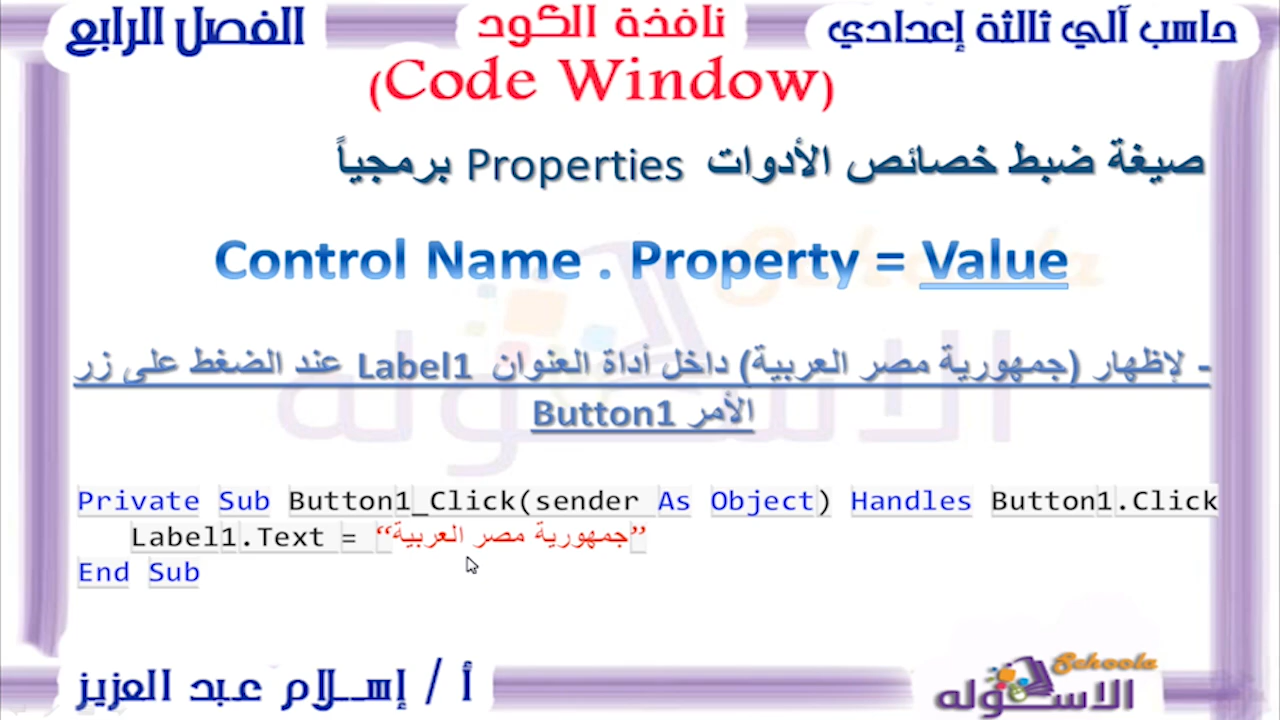 حاسب آلي ثالثة إعدادي
نافذة الكود
الفصل الرابع
(Code Window)
صيغة ضبط خصائص الأدوات Properties برمجياً
Control Name . Property = Value
- لإظهار (جمهورية مصر العربية) داخل أداة العنوان Label1 عند الضغط على زر
الأمر Button1
Private Sub Button1_Click(sender As Object) Handles Button1.Click
Label1.Text = “جمهورية مصر العربية”
End Sub
أ / إسلام عبد العزيز
Schoola
الاسكوله